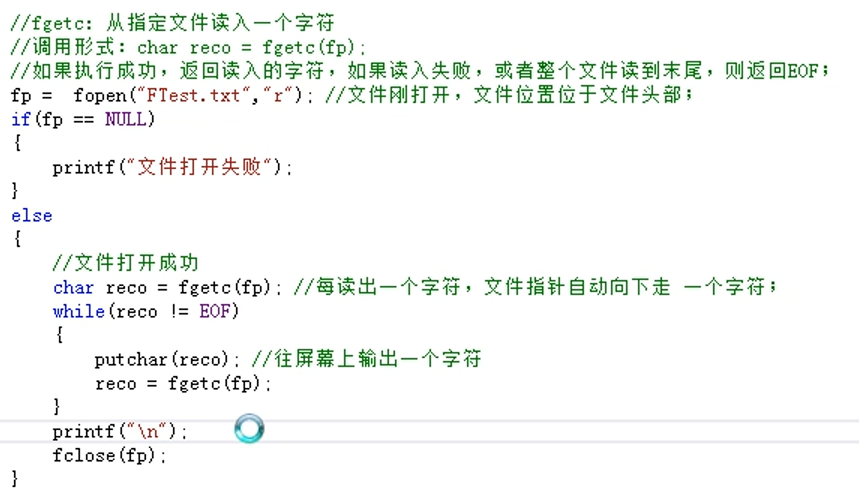 //fgetc: 从指定文件读入一个字符
//调用形式: char reco = fgetc(fp);
//如果执行成功，返回读入的字符，如果读入失败，或者整个文件读到末尾，则返回EOF;
fp =  fopen("FTest.txt","r"); //文件刚打开，文件位置位于文件头部;
if(fp == NULL)
{
    printf("文件打开失败");
}
else
{
    //文件打开成功
    char reco = fgetc(fp); //每读出一个字符，文件指针自动向下走 一个字符;
    while(reco != EOF)
    {
        putchar(reco); //往屏幕上输出一个字符
        reco = fgetc(fp);
    }
    printf("\n");
    fclose(fp);
}